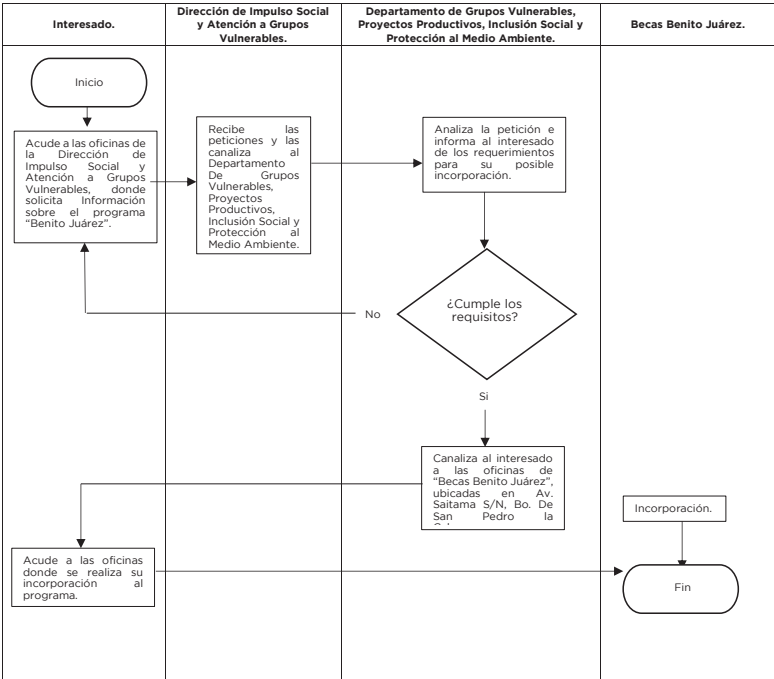 Interesado.
Dirección de Impulso Social
y Atención a Grupos
Vulnerables.
Departamento de Grupos Vulnerables,
Proyectos Productivos, Inclusión Social y
Protección al Medio Ambiente.
Becas Benito Juárez.
Inicio
Acude a las oficinas de
la Dirección de
Impulso Social y
Atención a Grupos
Vulnerables, donde
solicita Información
sobre el programa
“Benito Juárez”.
Recibe las
peticiones y las
canaliza al
Departamento
De Grupos
Vulnerables,
Proyectos
Productivos,
Inclusión Social y
Protección al
Medio Ambiente.
Analiza la petición e
informa al interesado
de los requerimientos
para su posible
incorporación.
¿Cumple los
requisitos?
No
Si
Canaliza al interesado
a las oficinas de
“Becas Benito Juárez”,
ubicadas en Av.
Saitama S/N, Bo. De
San Pedro la
Incorporación.
Acude a las oficinas
donde se realiza su
incorporación al
programa.
Fin